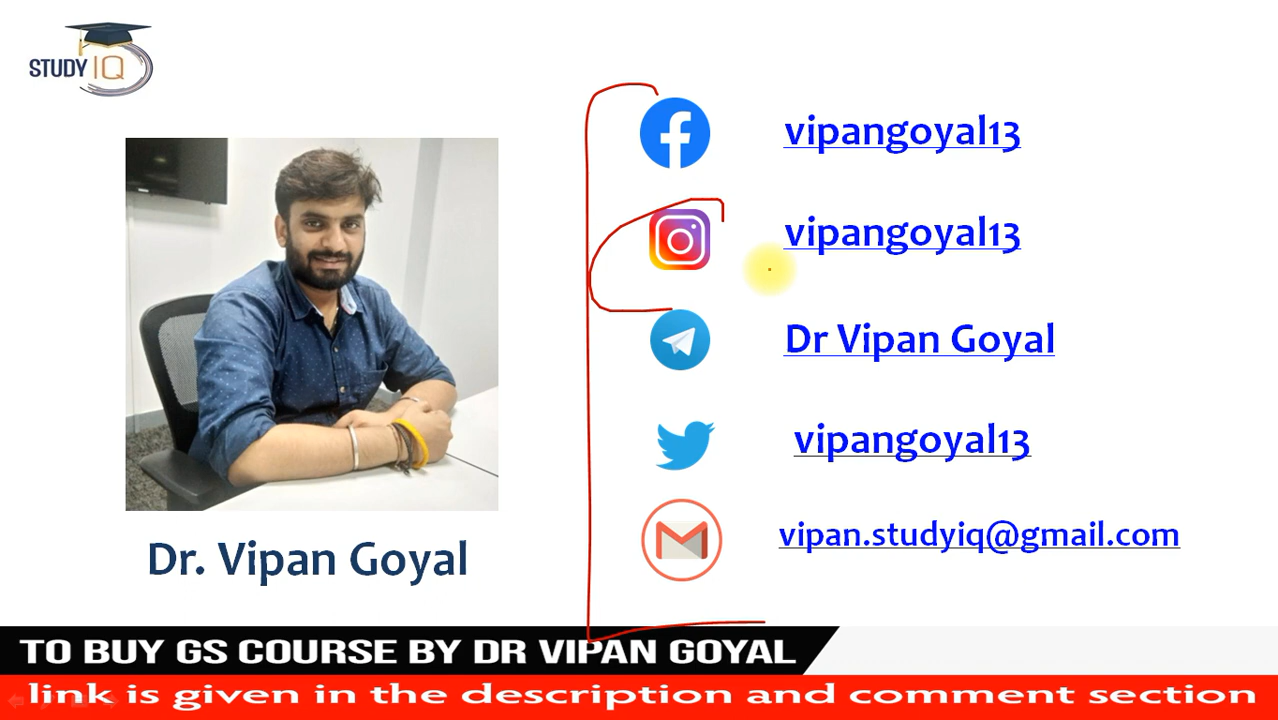 STUDY IQ
vipangoyal13
vipangoyal13
Dr Vipan Goyal
vipangoyal13
vipan.studyiq@gmail.com
Dr. Vipan Goyal
TO BUY GS COURSE BY DR VIPAN GOYAL
link is given in the description and comment section